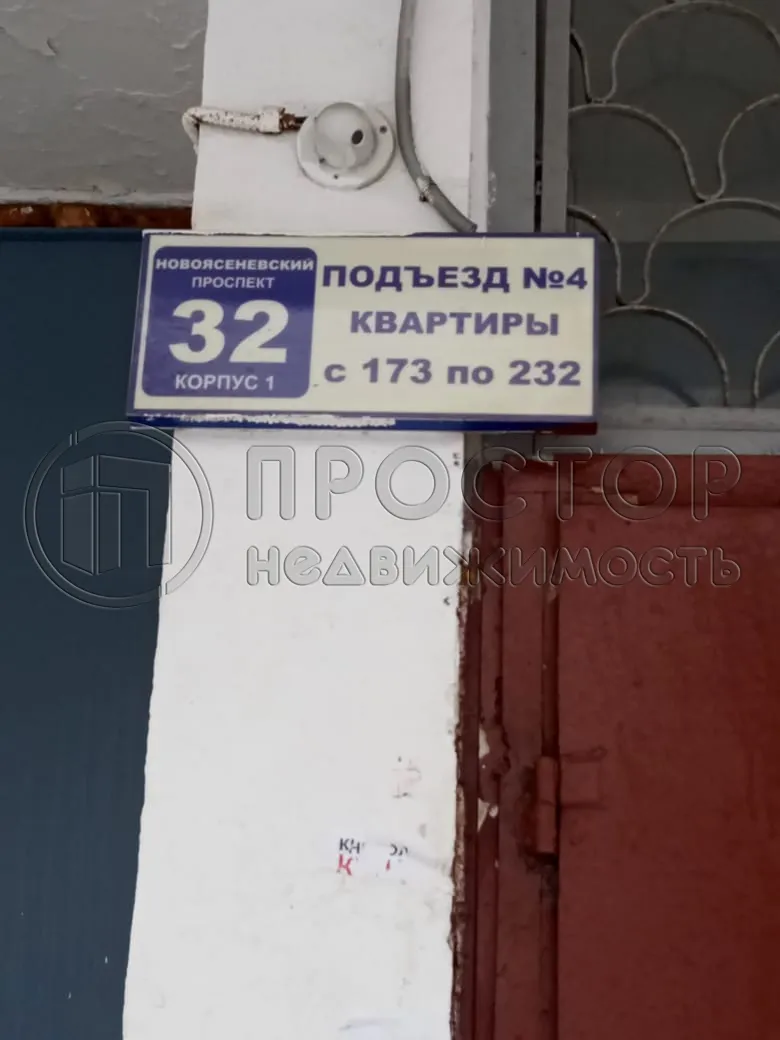 НОВОЯСЕНЕВСКИЙ
ПРОСПЕКТ
32
КОРПУС 1
ПОДЪЕЗД №4
КВАРТИРЫ
с 173 по 232
ПРОСТОР
НЕДВИЖИМОСТЬ